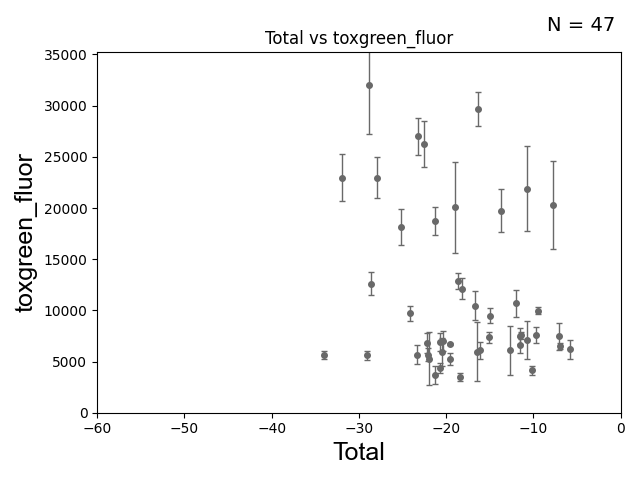 N = 47
Total vs toxgreen_fluor
35000
30000
25000
20000
15000
10000
5000
0
toxgreen_fluor
−60 −50 −40 −30 −20 −10 0
Total